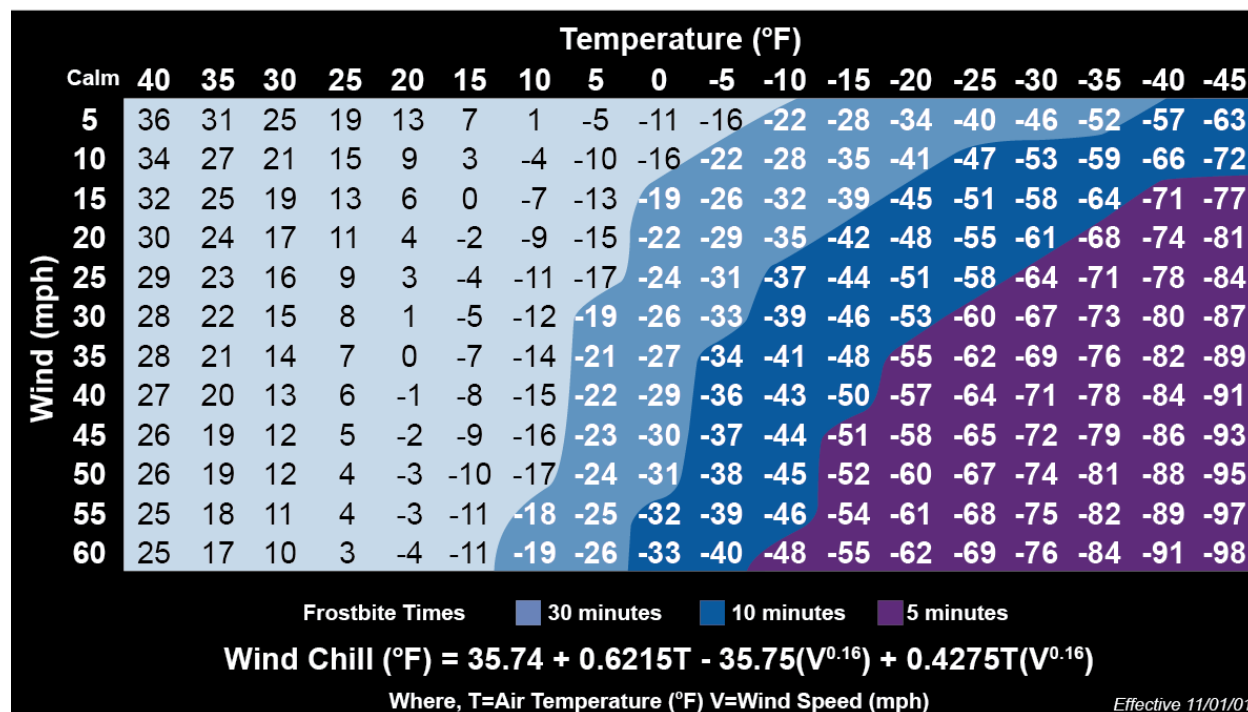 Temperature (°F)
Calm 40 35 30 25 20 15 10 5 0 -5 -10 -15 -20 -25 -30 -35 -40 -45
5 36 31 25 19 13 7 1 -5 -11 -16 -22 -28 -34 -40 -46 -52 -57 -63
10 34 27 21 15 9 3 -4 -10 -16 -22 -28 -35 -41 -47 -53 -59 -66 -72
15 32 25 19 13 6 0 -7 -13 -19 -26 -32 -39 -45 -51 -58 -64 -71 -77
20 30 24 17 11 4 -2 -9 -15 -22 -29 -35 -42 -48 -55 -61 -68 -74 -81
25 29 23 16 9 3 -4 -11 -17 -24 -31 -37 -44 -51 -58 -64 -71 -78 -84
30 28 22 15 8 1 -5 -12 -19 -26 -33 -39 -46 -53 -60 -67 -73 -80 -87
35 28 21 14 7 0 -7 -14 -21 -27 -34 -41 -48 -55 -62 -69 -76 -82 -89
40 27 20 13 6 -1 -8 -15 -22 -29 -36 -43 -50 -57 -64 -71 -78 -84 -91
45 26 19 12 5 -2 -9 -16 -23 -30 -37 -44 -51 -58 -65 -72 -79 -86 -93
50 26 19 12 4 -3 -10 -17 -24 -31 -38 -45 -52 -60 -67 -74 -81 -88 -95
55 25 18 11 4 -3 -11 -18 -25 -32 -39 -46 -54 -61 -68 -75 -82 -89 -97
60 25 17 10 3 -4 -11 -19 -26 -33 -40 -48 -55 -62 -69 -76 -84 -91 -98
Wind (mph)
Frostbite Times 30 minutes 10 minutes 5 minutes
Wind Chill (°F) = 35.74 + 0.6215T - 35.75(V^0.16) + 0.4275T(V^0.16)
Where, T=Air Temperature (°F) V=Wind Speed (mph)
Effective 11/01/01